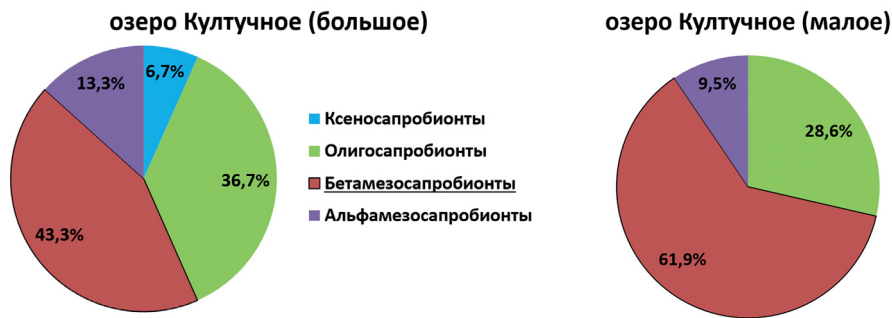 озеро Култучное (большое)
13,3%
6,7%
36,7%
43,3%
Ксеносапробионты
Олигосапробионты
Бетамезосапробионты
Альфамезосапробионты
озеро Култучное (малое)
9,5%
28,6%
61,9%